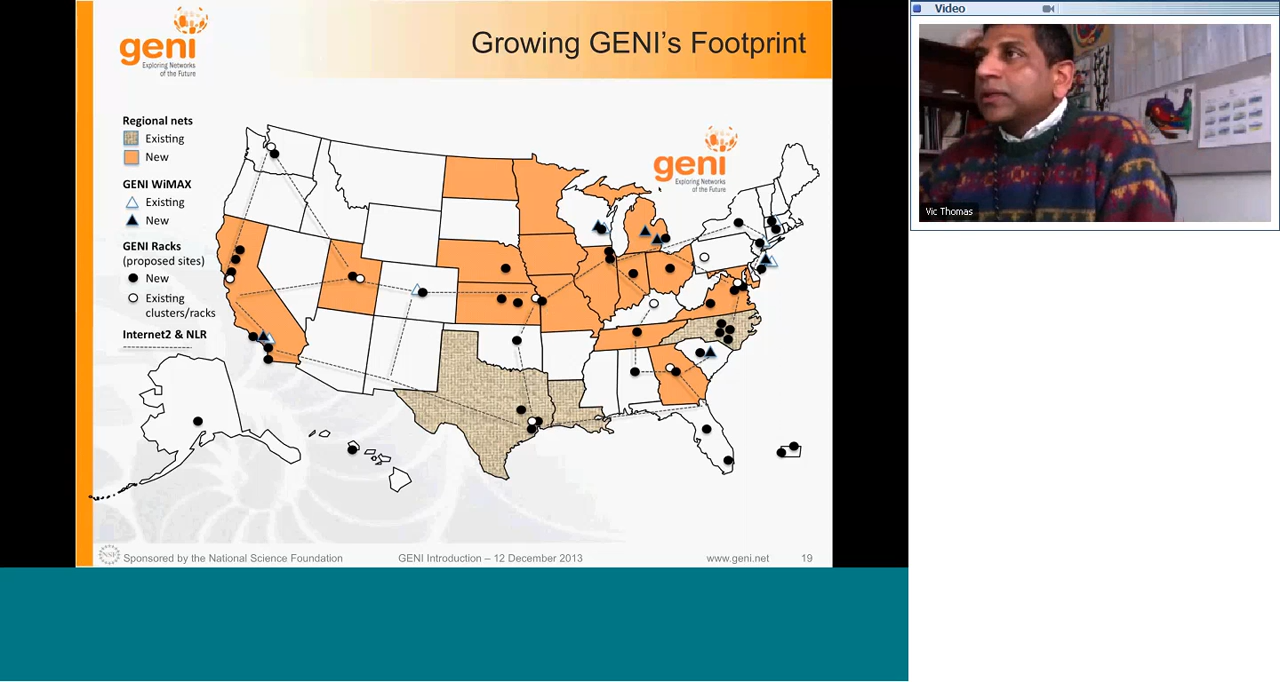 geni
Exploring Networks
of the Future
Growing GENI's Footprint
Regional nets
Existing
New
GENI WiMAX
Existing
New
GENI Racks
(proposed sites)
New
Existing
clusters/racks
Internet2 & NLR
geni
Exploring Networks
of the Future
NSF
Sponsored by the National Science Foundation
GENI Introduction – 12 December 2013
www.geni.net
19
Video
Vic Thomas